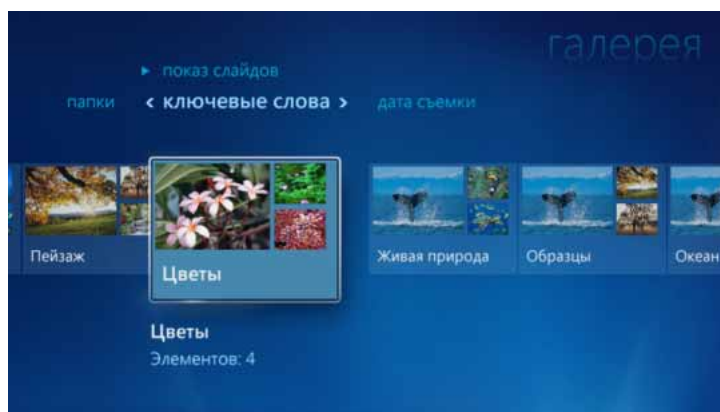 галерея
показ слайдов
папки < ключевые слова > дата съемки
Пейзаж
Цветы
Живая природа
Образцы
Океан
Цветы
Элементов: 4